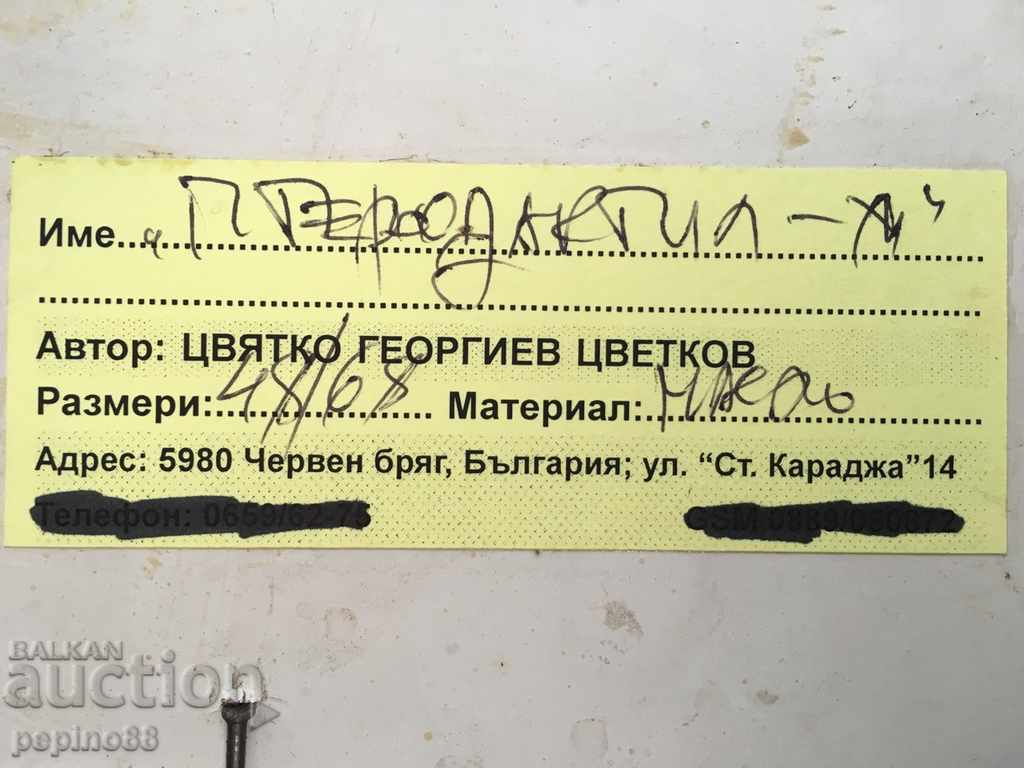 Име... „ПТЕРОДАКТИЛ –
Автор: ЦВЯТКО ГЕОРГИЕВ ЦВЕТКОВ
Размери: 48/68 Материал:
Адрес: 5980 Червен бряг, България; ул. “Ст. Караджа”14
BALKAN
auction
pepino88